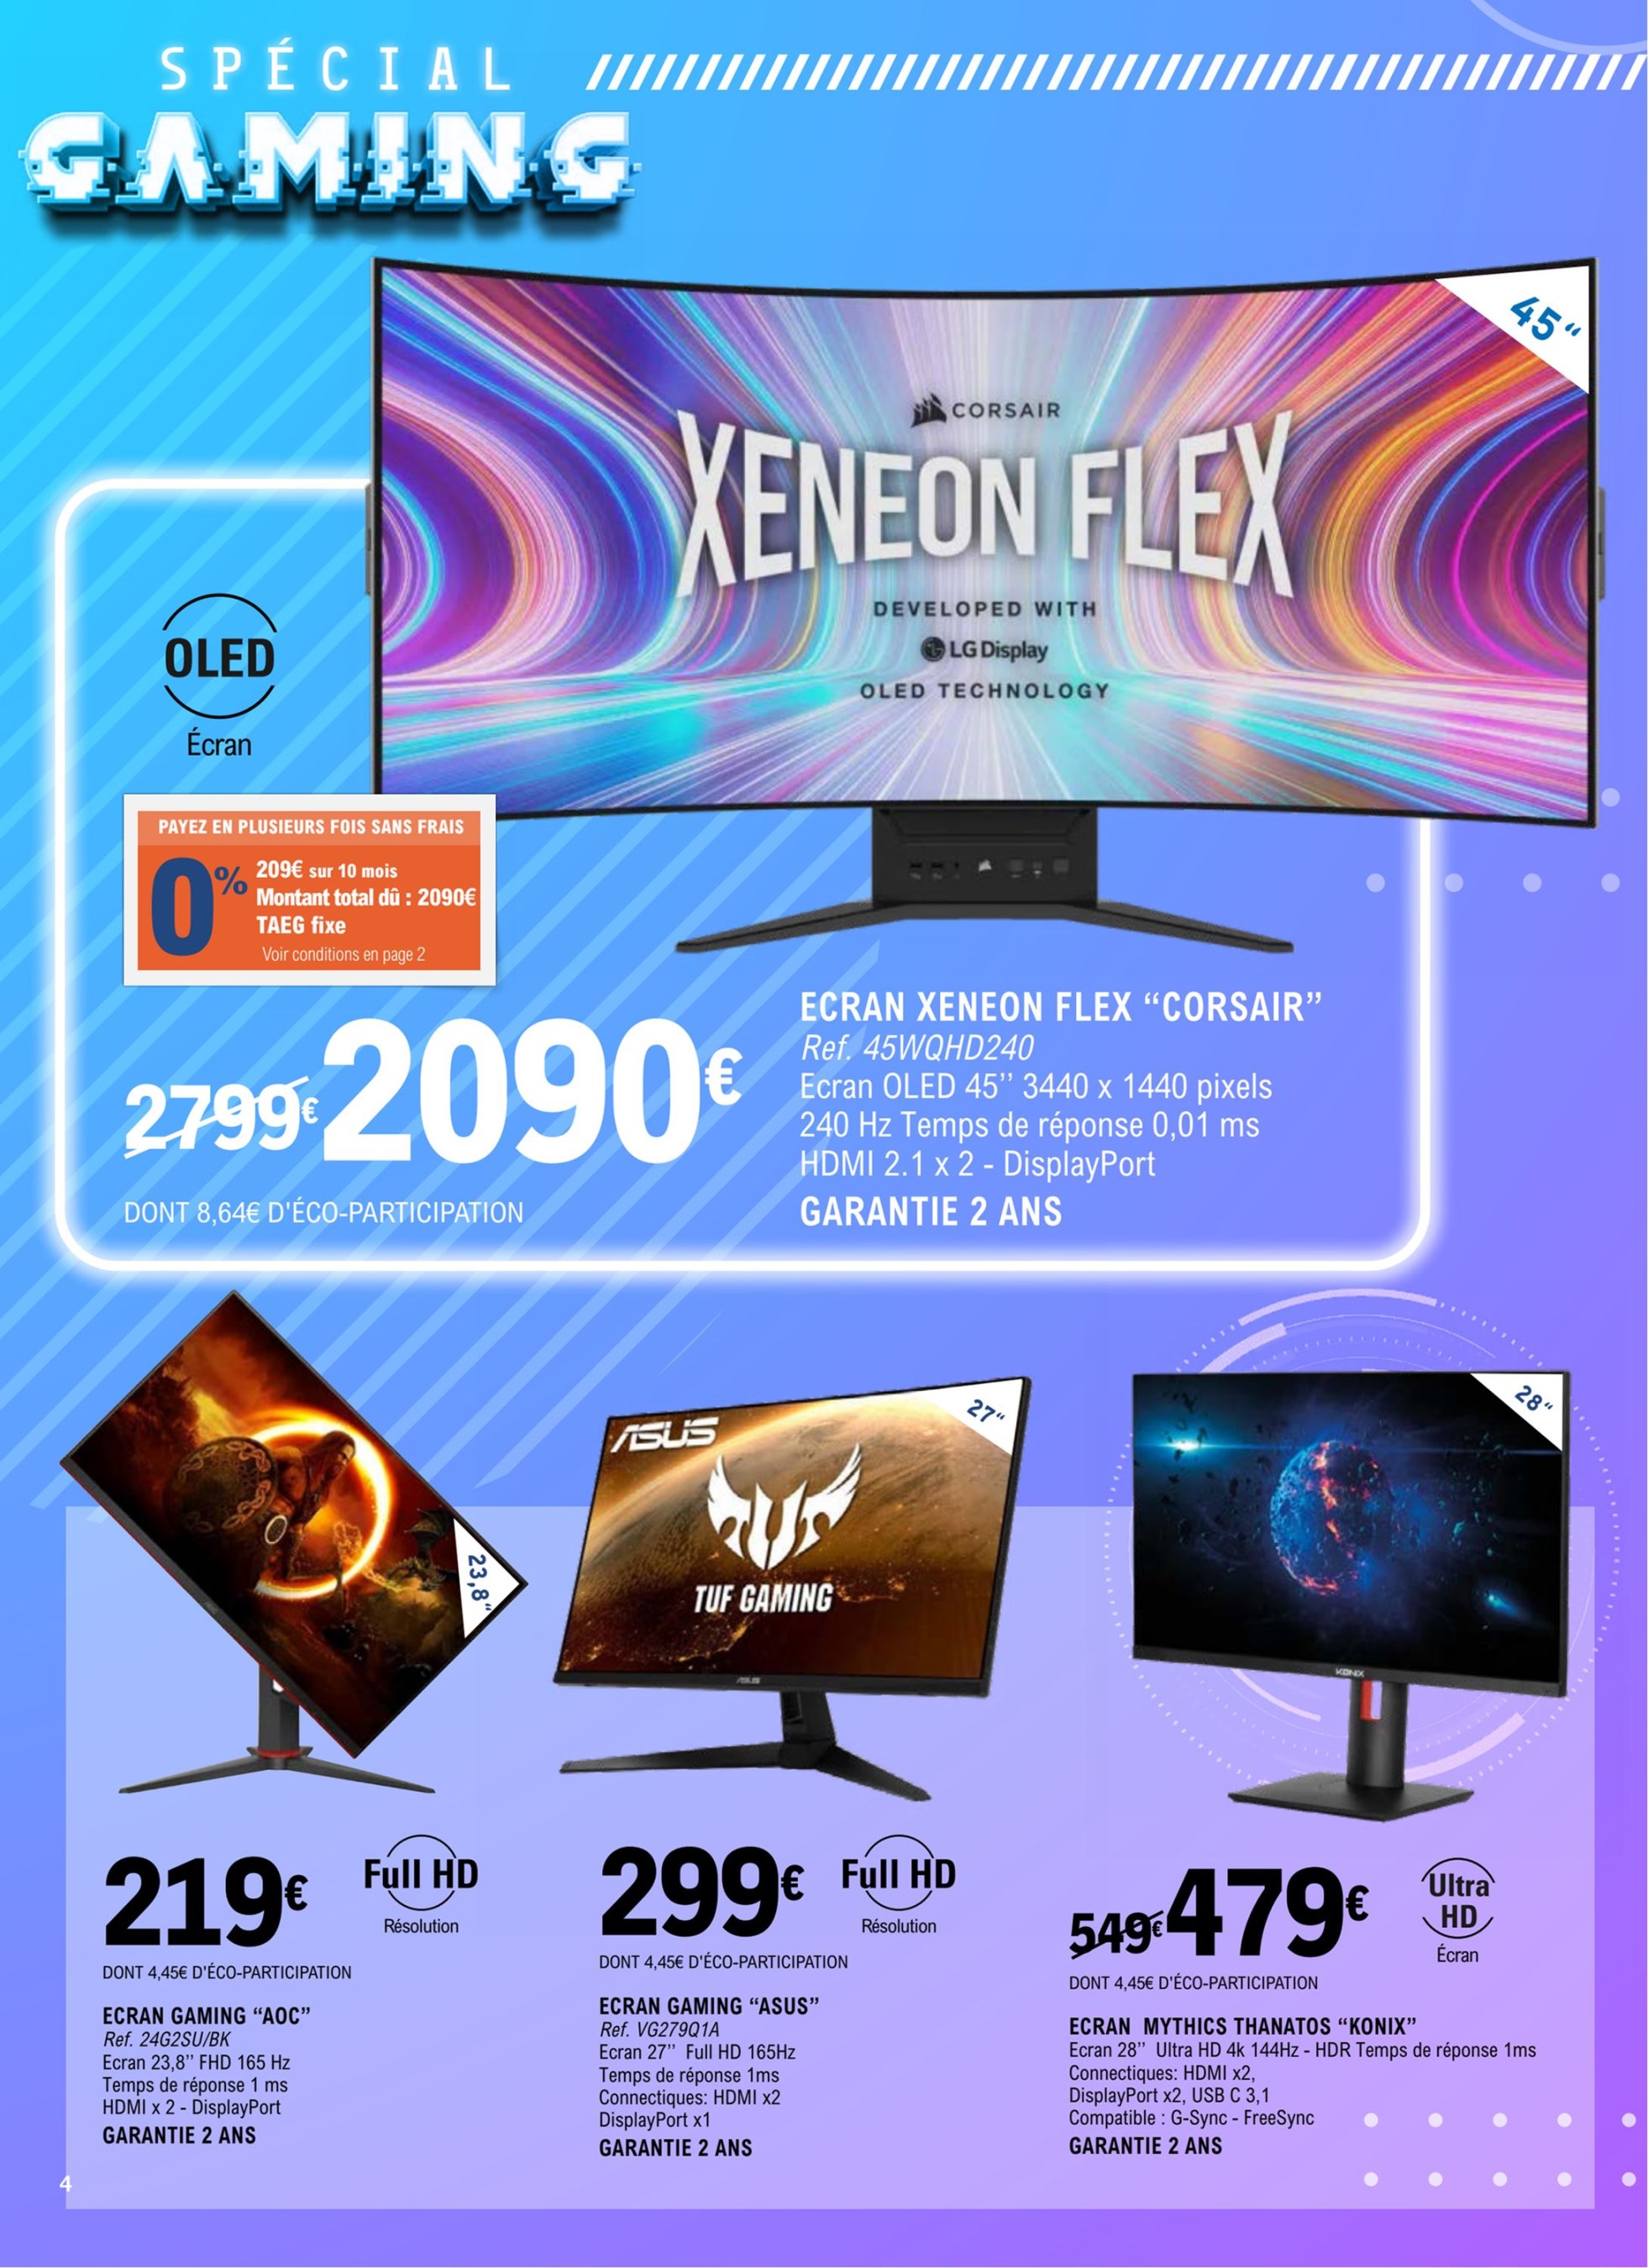 SPÉCIAL
GAMING
45“
CORSAIR
XENEON FLEX
DEVELOPED WITH
LG Display
OLED TECHNOLOGY
OLED
Écran
PAYEZ EN PLUSIEURS FOIS SANS FRAIS
0%
209€ sur 10 mois
Montant total dû : 2090€
TAEG fixe
Voir conditions en page 2
2799€ 2090€
DONT 8,64€ D'ÉCO-PARTICIPATION
ECRAN XENEON FLEX “CORSAIR”
Ref. 45WQHD240
Ecran OLED 45’’ 3440 x 1440 pixels
240 Hz Temps de réponse 0,01 ms
HDMI 2.1 x 2 - DisplayPort
GARANTIE 2 ANS
23,8“
219€
Full HD
Résolution
DONT 4,45€ D'ÉCO-PARTICIPATION
ECRAN GAMING “AOC”
Ref. 24G2SU/BK
Ecran 23,8’’ FHD 165 Hz
Temps de réponse 1 ms
HDMI x 2 - DisplayPort
GARANTIE 2 ANS
27“
ASUS
TUF GAMING
ASUS
299€
Full HD
Résolution
DONT 4,45€ D'ÉCO-PARTICIPATION
ECRAN GAMING “ASUS”
Ref. VG279Q1A
Ecran 27’’ Full HD 165Hz
Temps de réponse 1ms
Connectiques: HDMI x2
DisplayPort x1
GARANTIE 2 ANS
28“
KONIX
549€ 479€
Ultra
HD
Écran
DONT 4,45€ D'ÉCO-PARTICIPATION
ECRAN MYTHICS THANATOS “KONIX”
Ecran 28’’ Ultra HD 4k 144Hz - HDR Temps de réponse 1ms
Connectiques: HDMI x2,
DisplayPort x2, USB C 3,1
Compatible : G-Sync - FreeSync
GARANTIE 2 ANS
4